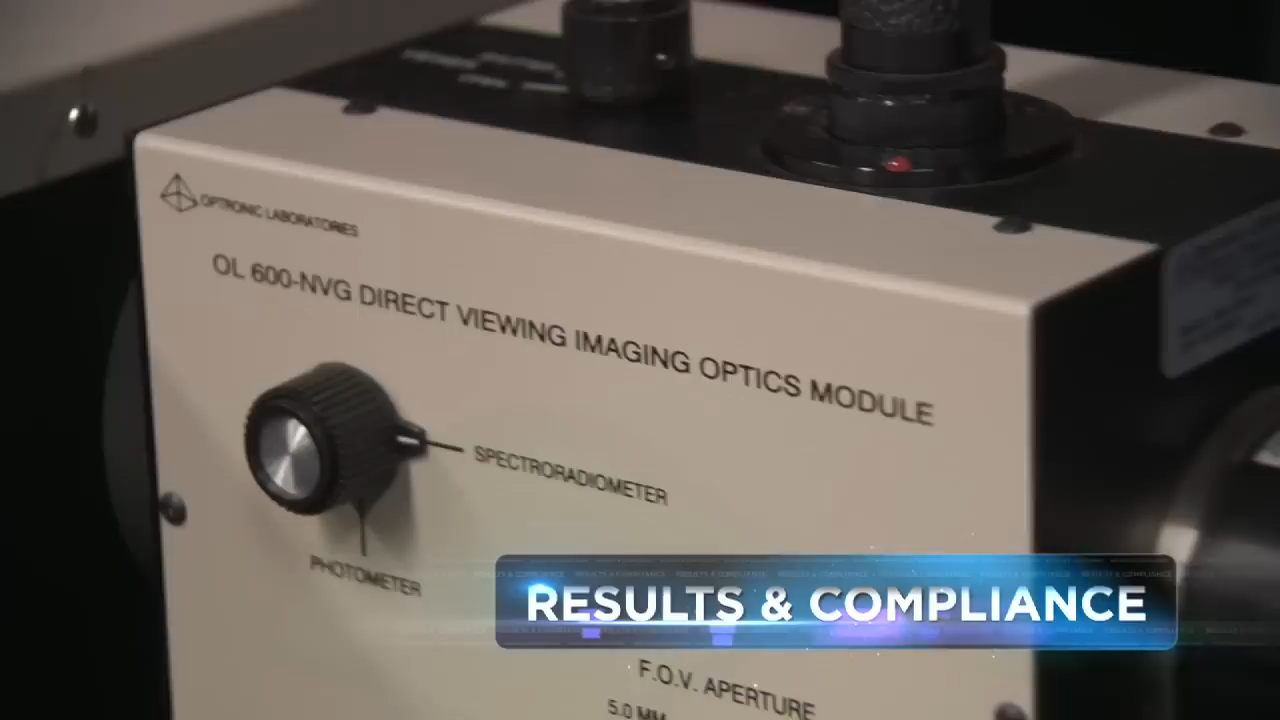 OPTRONIC LABORATORIES
OL 600-NVG DIRECT VIEWING IMAGING OPTICS MODULE
SPECTRORADIOMETER
PHOTOMETER
RESULTS & COMPLIANCE
F.O.V. APERTURE
5.0 MM